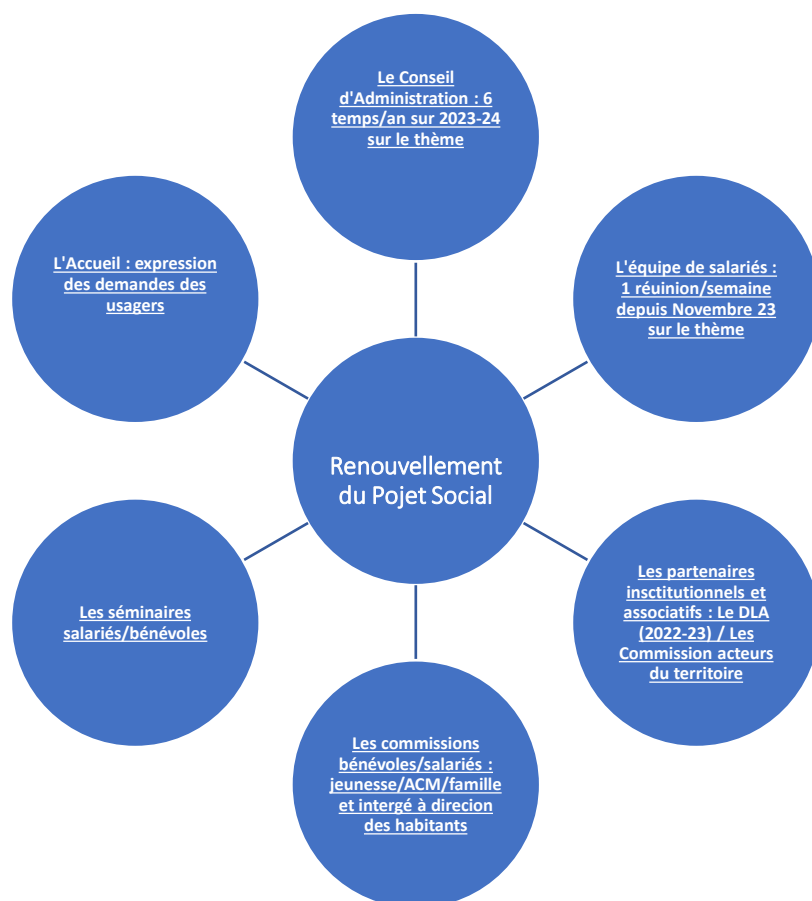 Le Conseil
d'Administration : 6
temps/an sur 2023-24
sur le thème
L'Accueil : expression
des demandes des
usagers
L'équipe de salariés :
1 réuinion/semaine
depuis Novembre 23
sur le thème
Renouvellement
du Pojet Social
Les séminaires
salariés/bénévoles
Les partenaires
insctitutionnels et
associatifs : Le DLA
(2022-23) / Les
Commission acteurs
du territoire
Les commissions
bénévoles/salariés :
jeunesse/ACM/famille
et intergé à direcion
des habitants